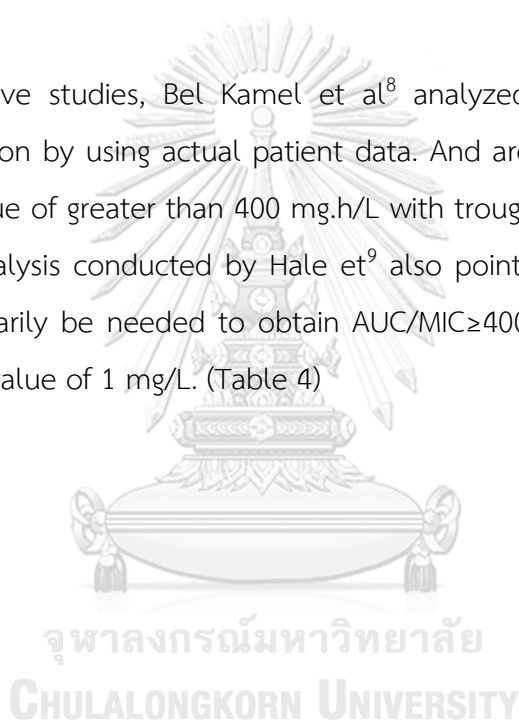 ve studies, Bel Kamel et al8 analyzed
on by using actual patient data. And are
ue of greater than 400 mg.h/L with troug
alysis conducted by Hale et9 also point
arily be needed to obtain AUC/MIC≥400
value of 1 mg/L. (Table 4)
จุฬาลงกรณ์มหาวิทยาลัย
CHULALONGKORN UNIVERSITY